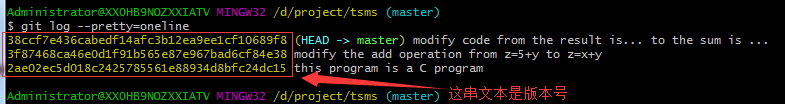 Administrator@XXOHB9NOZXXIATV MINGW32 /d/project/tsms (master)
$ git log --pretty=oneline
38ccf7e436cabedf14afc3b12ea9ee1cf10689f8 (HEAD -> master) modify code from the result is... to the sum is ...
3f87468ca46e0d1f91b565e87e967bad6cf84e38 modify the add operation from z=5+y to z=x+y
2ae02ec5d018c2425785561e88934d8bfc24dc15 this program is a C program
这串文本是版本号
Administrator@XXOHB9NOZXXIATV MINGW32 /d/project/tsms (master)